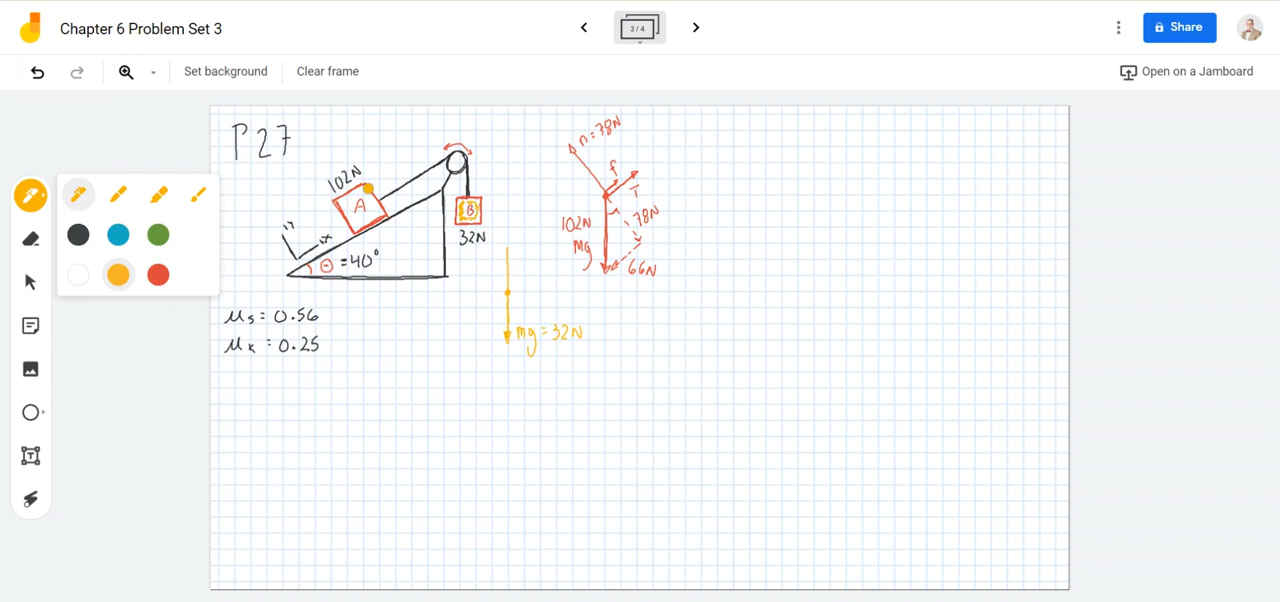 Chapter 6 Problem Set 3
3 / 4
Share
Set background
Clear frame
Open on a Jamboard
P27
102N
A
B
32N
+y
+x
Θ = 40°
μs = 0.56
μk = 0.25
mg = 32N
n = 78N
f
T
102N
mg
78N
66N
T